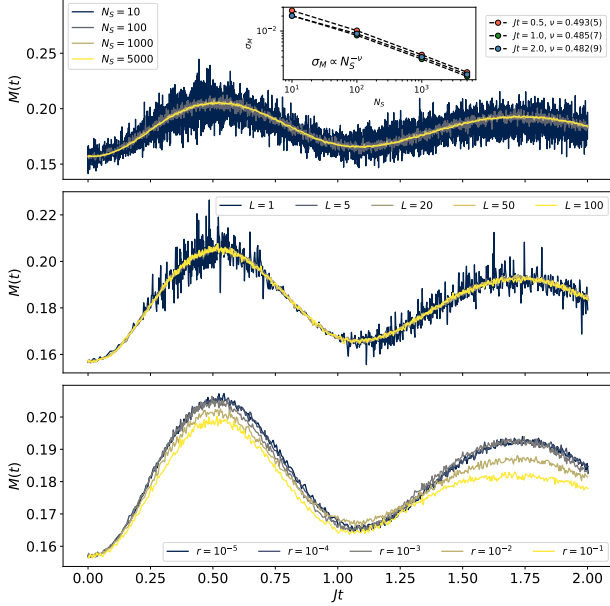 N_S = 10
N_S = 100
N_S = 1000
N_S = 5000
10^-2
σ_M
σ_M ∝ N_S^-ν
10^1 10^2 10^3
N_S
Jt = 0.5, ν = 0.493(5)
Jt = 1.0, ν = 0.485(7)
Jt = 2.0, ν = 0.482(9)
M(t)
0.25
0.20
0.15
L = 1 L = 5 L = 20 L = 50 L = 100
M(t)
0.22
0.20
0.18
0.16
M(t)
0.20
0.19
0.18
0.17
0.16
r = 10^-5 r = 10^-4 r = 10^-3 r = 10^-2 r = 10^-1
0.00 0.25 0.50 0.75 1.00 1.25 1.50 1.75 2.00
Jt